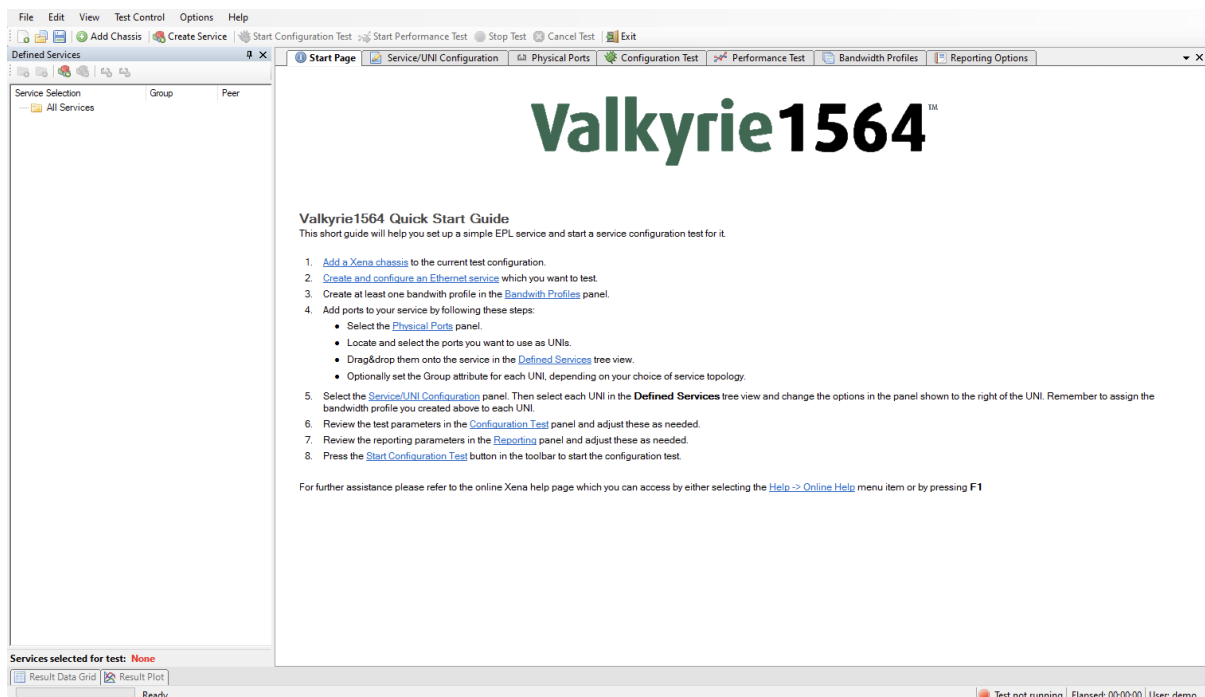 File Edit View Test Control Options Help
Add Chassis Create Service Start Configuration Test Start Performance Test Stop Test Cancel Test Exit
Defined Services
Start Page Service/UNI Configuration Physical Ports Configuration Test Performance Test Bandwidth Profiles Reporting Options
Service Selection Group Peer
All Services
Valkyrie1564™
Valkyrie1564 Quick Start Guide
This short guide will help you set up a simple EPL service and start a service configuration test for it.
1. Add a Xena chassis to the current test configuration.
2. Create and configure an Ethernet service which you want to test.
3. Create at least one bandwith profile in the Bandwith Profiles panel.
4. Add ports to your service by following these steps:
• Select the Physical Ports panel.
• Locate and select the ports you want to use as UNIs.
• Drag&drop them onto the service in the Defined Services tree view.
• Optionally set the Group attribute for each UNI, depending on your choice of service topology.
5. Select the Service/UNI Configuration panel. Then select each UNI in the Defined Services tree view and change the options in the panel shown to the right of the UNI. Remember to assign the
bandwidth profile you created above to each UNI.
6. Review the test parameters in the Configuration Test panel and adjust these as needed.
7. Review the reporting parameters in the Reporting panel and adjust these as needed.
8. Press the Start Configuration Test button in the toolbar to start the configuration test.
For further assistance please refer to the online Xena help page which you can access by either selecting the Help -> Online Help menu item or by pressing F1
Services selected for test: None
Result Data Grid Result Plot
Ready Test not running Elapsed: 00:00:00 User: demo